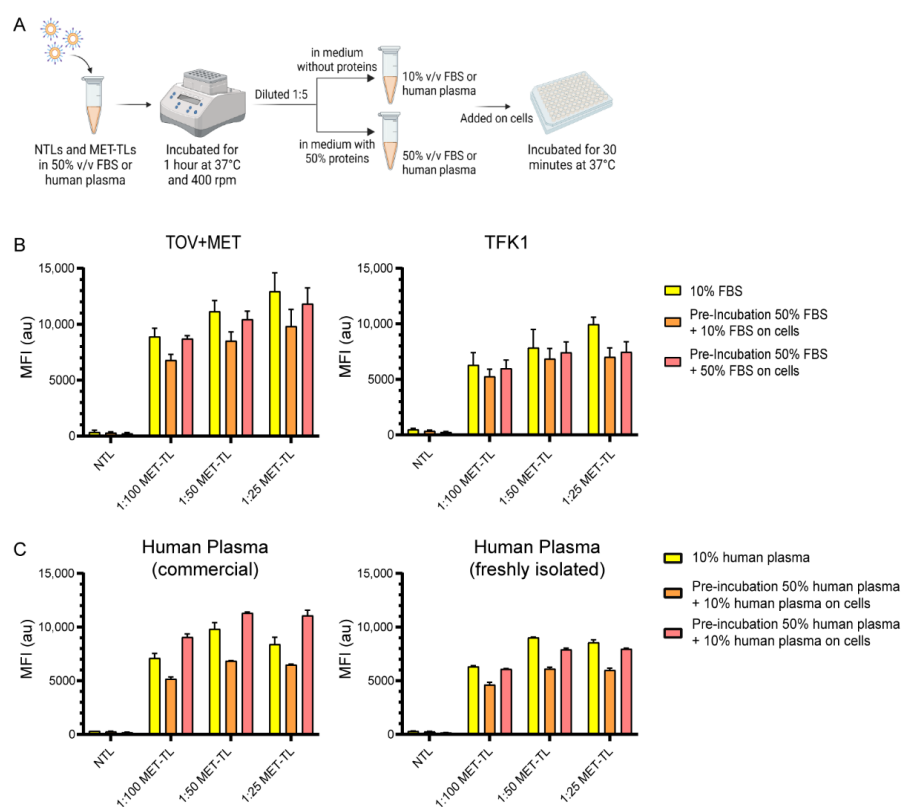 A
NTLs and MET-TLs
in 50% v/v FBS or
human plasma
Incubated for
1 hour at 37°C
and 400 rpm
Diluted 1:5
in medium
without proteins
10% v/v FBS or
human plasma
in medium with
50% proteins
50% v/v FBS or
human plasma
Added on cells
Incubated for 30
minutes at 37°C
B
TOV+MET
MFI (au)
15,000
10,000
5000
0
NTL
1:100 MET-TL
1:50 MET-TL
1:25 MET-TL
TFK1
MFI (au)
15,000
10,000
5000
0
NTL
1:100 MET-TL
1:50 MET-TL
1:25 MET-TL
10% FBS
Pre-Incubation 50% FBS
+ 10% FBS on cells
Pre-Incubation 50% FBS
+ 50% FBS on cells
C
Human Plasma
(commercial)
MFI (au)
15,000
10,000
5000
0
NTL
1:100 MET-TL
1:50 MET-TL
1:25 MET-TL
Human Plasma
(freshly isolated)
MFI (au)
15,000
10,000
5000
0
NTL
1:100 MET-TL
1:50 MET-TL
1:25 MET-TL
10% human plasma
Pre-incubation 50% human plasma
+ 10% human plasma on cells
Pre-incubation 50% human plasma
+ 10% human plasma on cells